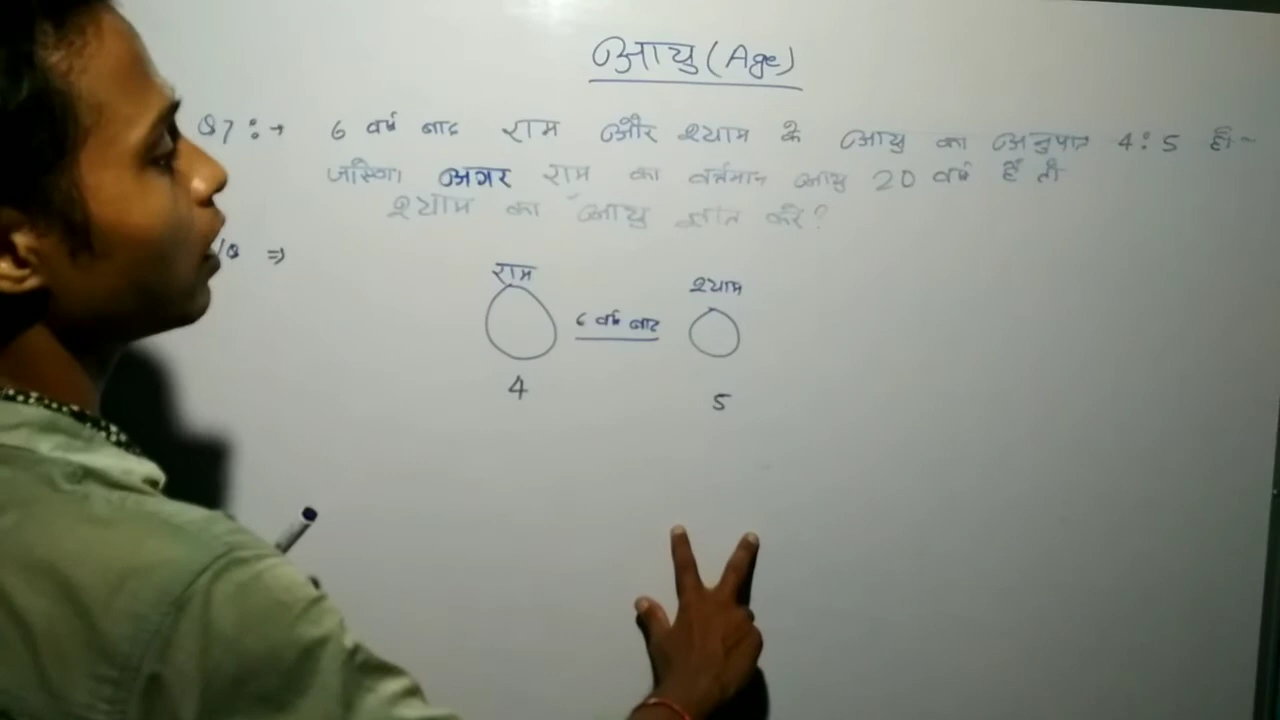 आयु (Age)
Q7:→ 6 वर्ष बाद राम और श्याम के आयु का अनुपात 4:5 हो-
जायेगा। अगर राम का वर्तमान आयु 20 वर्ष हैं तो
श्याम का आयु ज्ञात करे?
⇒
राम
श्याम
6 वर्ष बाद
4
5